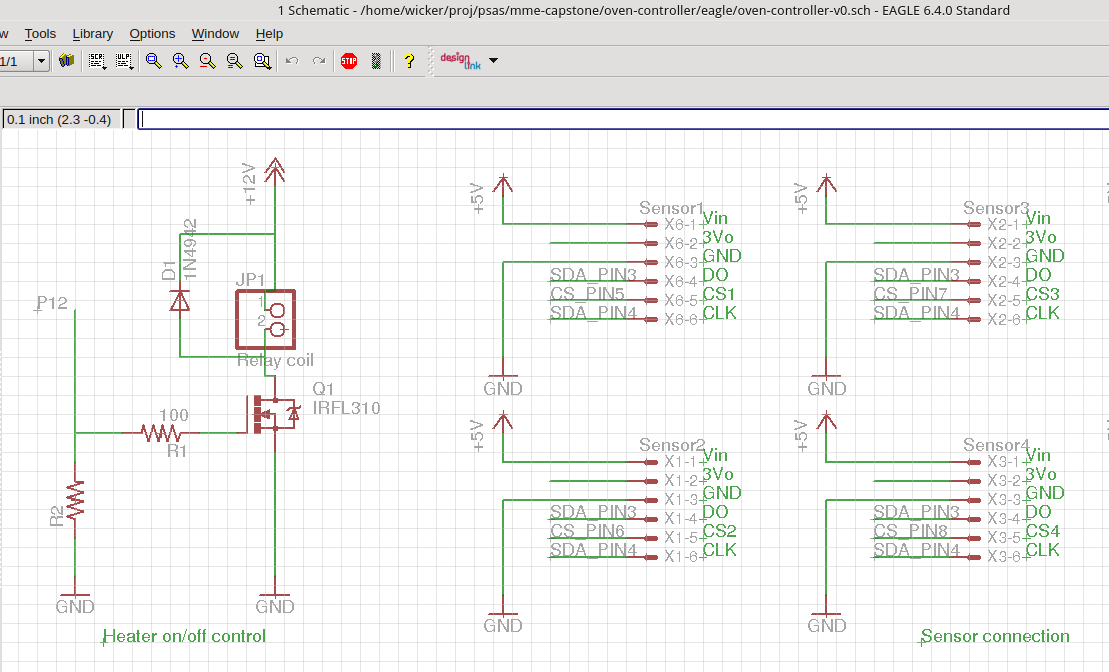 1 Schematic - /home/wicker/proj/psas/mme-capstone/oven-controller/eagle/oven-controller-v0.sch - EAGLE 6.4.0 Standard
w Tools Library Options Window Help
1/1 SCR ULP STOP ? design link
0.1 inch (2.3 -0.4)
+12V
D1
1N4942
JP1
1
2
Relay coil
P12
Q1
IRFL310
100
R1
R2
GND
GND
Heater on/off control
+5V
Sensor1
X6-1 Vin
X6-2 3Vo
X6-3 GND
SDA_PIN3 X6-4 DO
CS_PIN5 X6-5 CS1
SDA_PIN4 X6-6 CLK
GND
+5V
Sensor3
X2-1 Vin
X2-2 3Vo
X2-3 GND
SDA_PIN3 X2-4 DO
CS_PIN7 X2-5 CS3
SDA_PIN4 X2-6 CLK
GND
+5V
Sensor2
X1-1 Vin
X1-2 3Vo
X1-3 GND
SDA_PIN3 X1-4 DO
CS_PIN6 X1-5 CS2
SDA_PIN4 X1-6 CLK
GND
+5V
Sensor4
X3-1 Vin
X3-2 3Vo
X3-3 GND
SDA_PIN3 X3-4 DO
CS_PIN8 X3-5 CS4
SDA_PIN4 X3-6 CLK
GND
Sensor connection